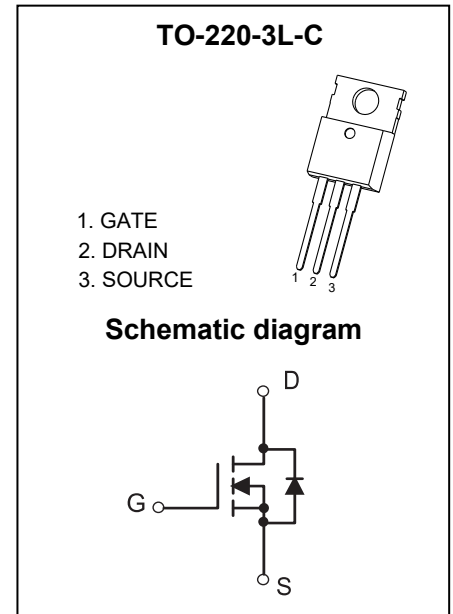 TO-220-3L-C
1. GATE
2. DRAIN
3. SOURCE
1 2 3
Schematic diagram
D
G
S